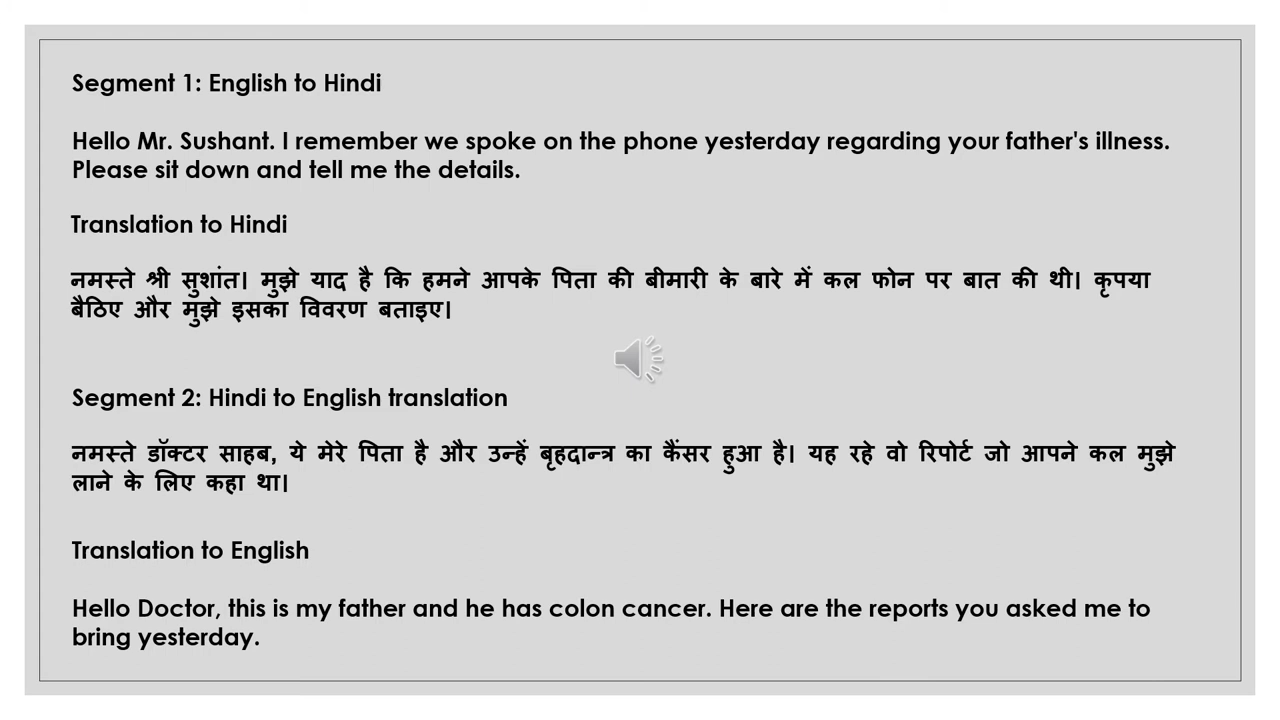 Segment 1: English to Hindi
Hello Mr. Sushant. I remember we spoke on the phone yesterday regarding your father's illness.
Please sit down and tell me the details.
Translation to Hindi
नमस्ते श्री सुशांत। मुझे याद है कि हमने आपके पिता की बीमारी के बारे में कल फोन पर बात की थी। कृपया
बैठिए और मुझे इसका विवरण बताइए।
Segment 2: Hindi to English translation
नमस्ते डॉक्टर साहब, ये मेरे पिता है और उन्हें बृहदान्त्र का कैंसर हुआ है। यह रहे वो रिपोर्ट जो आपने कल मुझे
लाने के लिए कहा था।
Translation to English
Hello Doctor, this is my father and he has colon cancer. Here are the reports you asked me to
bring yesterday.